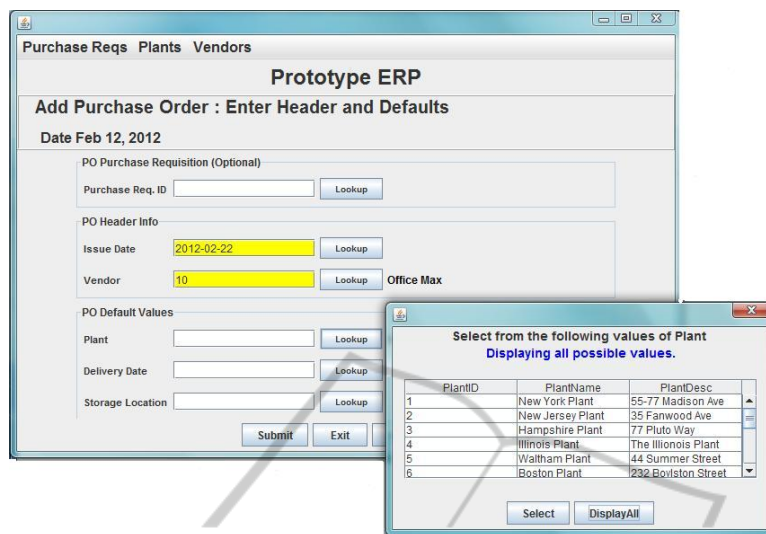 Purchase Reqs Plants Vendors
Prototype ERP
Add Purchase Order : Enter Header and Defaults
Date Feb 12, 2012
PO Purchase Requisition (Optional)
Purchase Req. ID Lookup
PO Header Info
Issue Date 2012-02-22 Lookup
Vendor 10 Lookup Office Max
PO Default Values
Plant Lookup
Delivery Date Lookup
Storage Location Lookup
Submit Exit
Select from the following values of Plant
Displaying all possible values.
PlantID PlantName PlantDesc
1 New York Plant 55-77 Madison Ave
2 New Jersey Plant 35 Fanwood Ave
3 Hampshire Plant 77 Pluto Way
4 Illinois Plant The Illionois Plant
5 Waltham Plant 44 Summer Street
6 Boston Plant 232 Boylston Street
Select DisplayAll